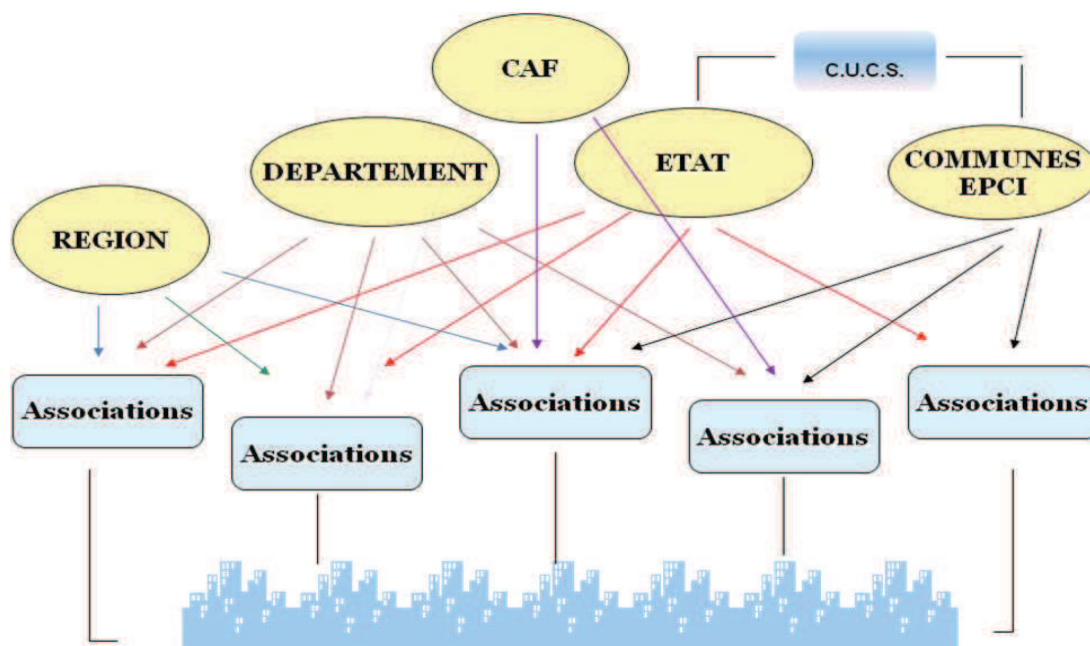 CAF
C.U.C.S.
DEPARTEMENT
ETAT
COMMUNES
EPCI
REGION
Associations
Associations
Associations
Associations
Associations